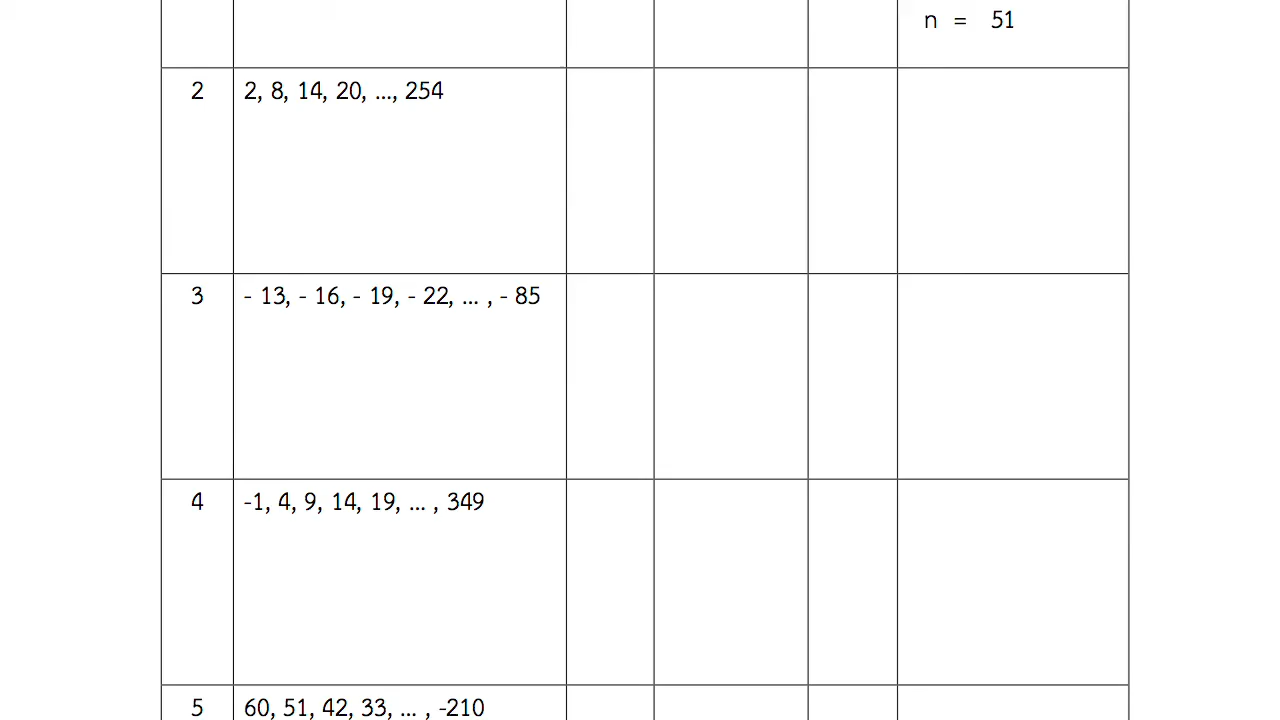 n = 51
2 2, 8, 14, 20, ..., 254
3 - 13, - 16, - 19, - 22, ... , - 85
4 -1, 4, 9, 14, 19, ... , 349
5 60, 51, 42, 33, ... , -210